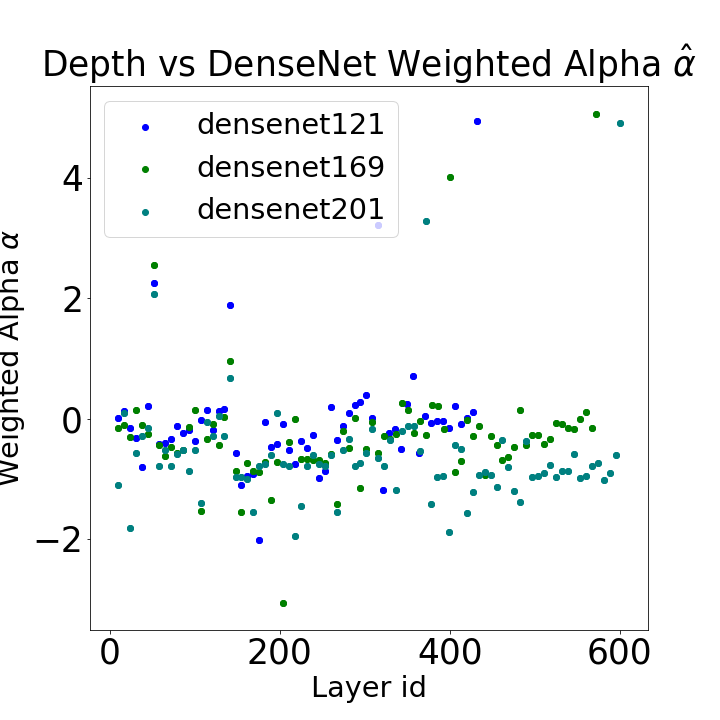 Depth vs DenseNet Weighted Alpha α̂
densenet121
densenet169
densenet201
Weighted Alpha α
4
2
0
−2
0 200 400 600
Layer id